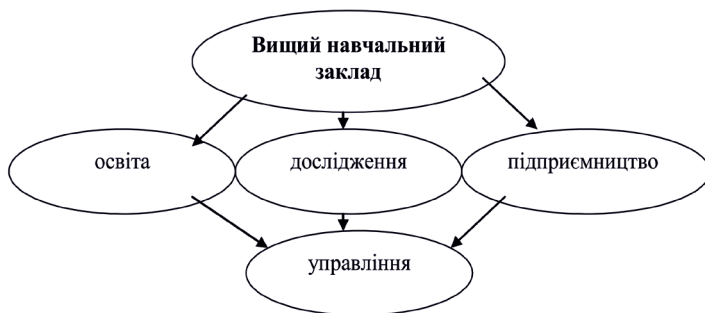 Вищий навчальний
заклад
освіта
дослідження
підприємництво
управління